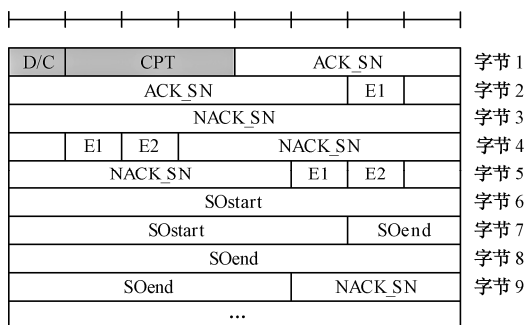 D/C CPT ACK_SN 字节 1
ACK_SN E1 字节 2
NACK_SN 字节 3
E1 E2 NACK_SN 字节 4
NACK_SN E1 E2 字节 5
SOstart 字节 6
SOstart SOend 字节 7
SOend 字节 8
SOend NACK_SN 字节 9
...